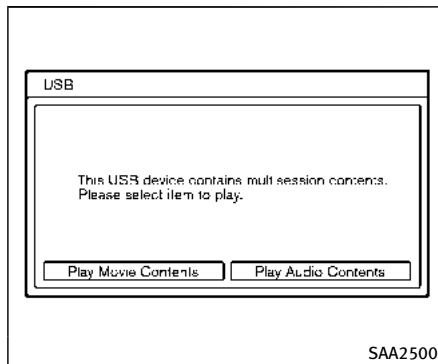 USB
This USB device contains multi session contents.
Please select item to play.
Play Movie Contents
Play Audio Contents
SAA2500